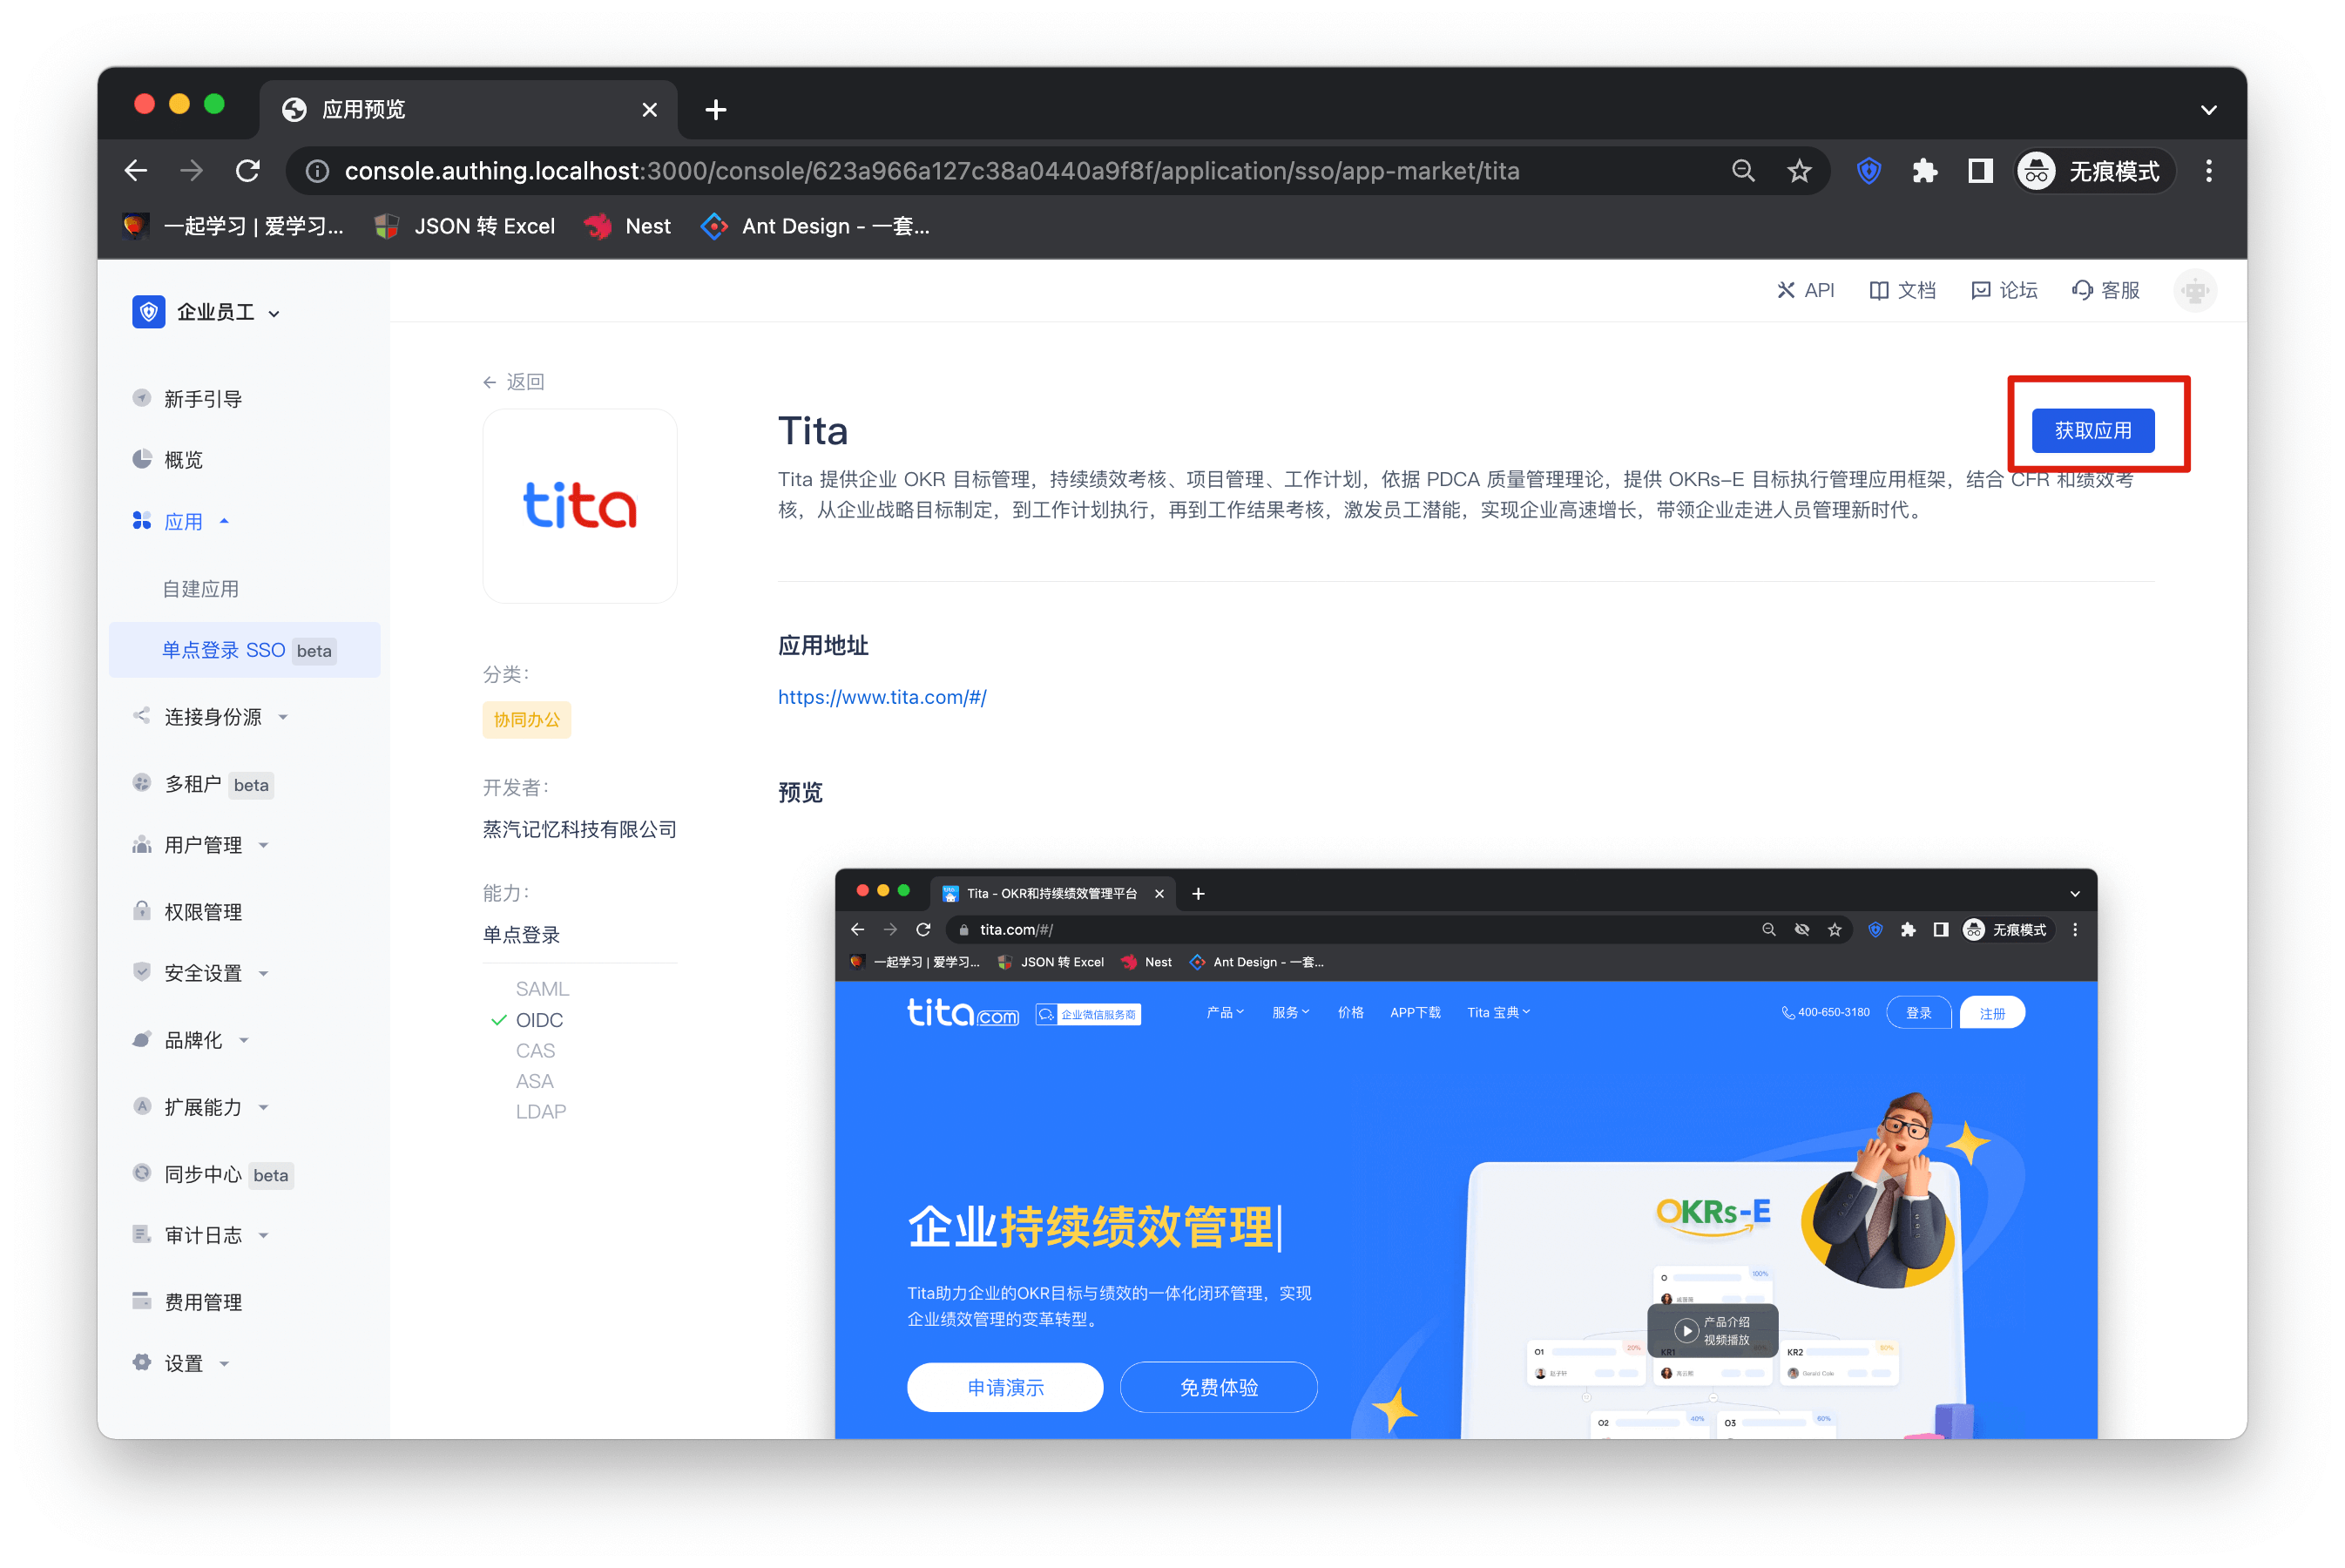 应用预览
console.authing.localhost:3000/console/623a966a127c38a0440a9f8f/application/sso/app-market/tita
无痕模式
一起学习 | 爱学习...
JSON 转 Excel
Nest
Ant Design - 一套...
企业员工
API
文档
论坛
客服
新手引导
概览
应用
自建应用
单点登录 SSO beta
连接身份源
多租户 beta
用户管理
权限管理
安全设置
品牌化
扩展能力
同步中心 beta
审计日志
费用管理
设置
返回
tita
分类：
协同办公
开发者：
蒸汽记忆科技有限公司
能力：
单点登录
SAML
OIDC
CAS
ASA
LDAP
Tita
获取应用
Tita 提供企业 OKR 目标管理，持续绩效考核、项目管理、工作计划，依据 PDCA 质量管理理论，提供 OKRs-E 目标执行管理应用框架，结合 CFR 和绩效考
核，从企业战略目标制定，到工作计划执行，再到工作结果考核，激发员工潜能，实现企业高速增长，带领企业走进人员管理新时代。
应用地址
https://www.tita.com/#/
预览
Tita - OKR和持续绩效管理平台
tita.com/#/
无痕模式
一起学习 | 爱学习...
JSON 转 Excel
Nest
Ant Design - 一套...
tita.com
企业微信服务商
产品
服务
价格
APP下载
Tita 宝典
400-650-3180
登录
注册
企业持续绩效管理
Tita助力企业的OKR目标与绩效的一体化闭环管理，实现
企业绩效管理的变革转型。
申请演示
免费体验
OKRs-E
O
100%
产品介绍
视频播放
O1
20%
KR1
KR2
80%
Gerald Cole
O2
40%
O3
60%